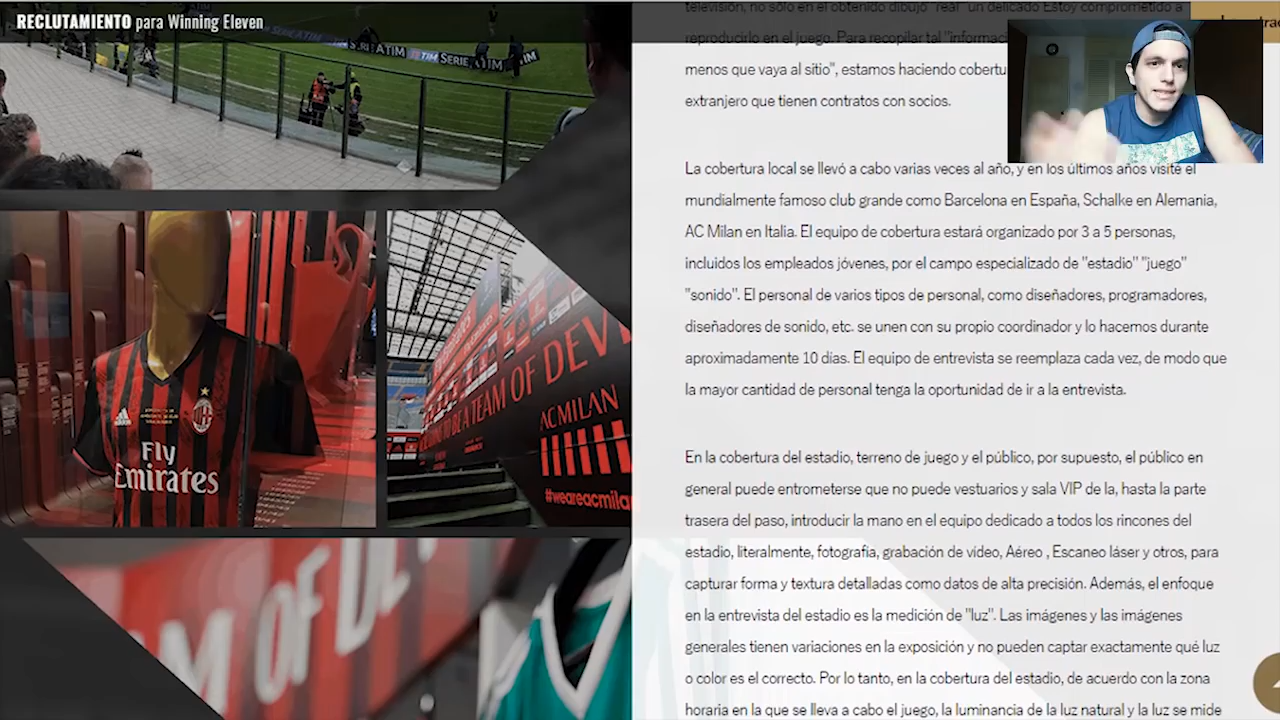 RECLUTAMIENTO para Winning Eleven
televisión, no sólo en el obtenido dibujo "real" un delicado Estoy comprometido a
reproducirlo en el juego. Para recopilar tal
menos que vaya al sitio", estamos haciendo
extranjero que tienen contratos con socios.
La cobertura local se llevó a cabo varias veces al año, y en los últimos años visité el
mundialmente famoso club grande como Barcelona en España, Schalke en Alemania,
AC Milan en Italia. El equipo de cobertura estará organizado por 3 a 5 personas,
incluidos los empleados jóvenes, por el campo especializado de "estadio" "juego"
"sonido". El personal de varios tipos de personal, como diseñadores, programadores,
diseñadores de sonido, etc. se unen con su propio coordinador y lo hacemos durante
aproximadamente 10 días. El equipo de entrevista se reemplaza cada vez, de modo que
la mayor cantidad de personal tenga la oportunidad de ir a la entrevista.
En la cobertura del estadio, terreno de juego y el público, por supuesto, el público en
general puede entrometerse que no puede vestuarios y sala VIP de la, hasta la parte
trasera del paso, introducir la mano en el equipo dedicado a todos los rincones del
estadio, literalmente, fotografía, grabación de vídeo, Aéreo , Escaneo láser y otros, para
capturar forma y textura detalladas como datos de alta precisión. Además, el enfoque
en la entrevista del estadio es la medición de "luz". Las imágenes y las imágenes
generales tienen variaciones en la exposición y no pueden captar exactamente qué luz
o color es el correcto. Por lo tanto, en la cobertura del estadio, de acuerdo con la zona
horaria en la que se lleva a cabo el juego, la luminancia de la luz natural y la luz se mide
SERIE A TIM
adidas
Fly
Emirates
A TEAM OF DEV
AC MILAN
#weareacmila
M OF DE